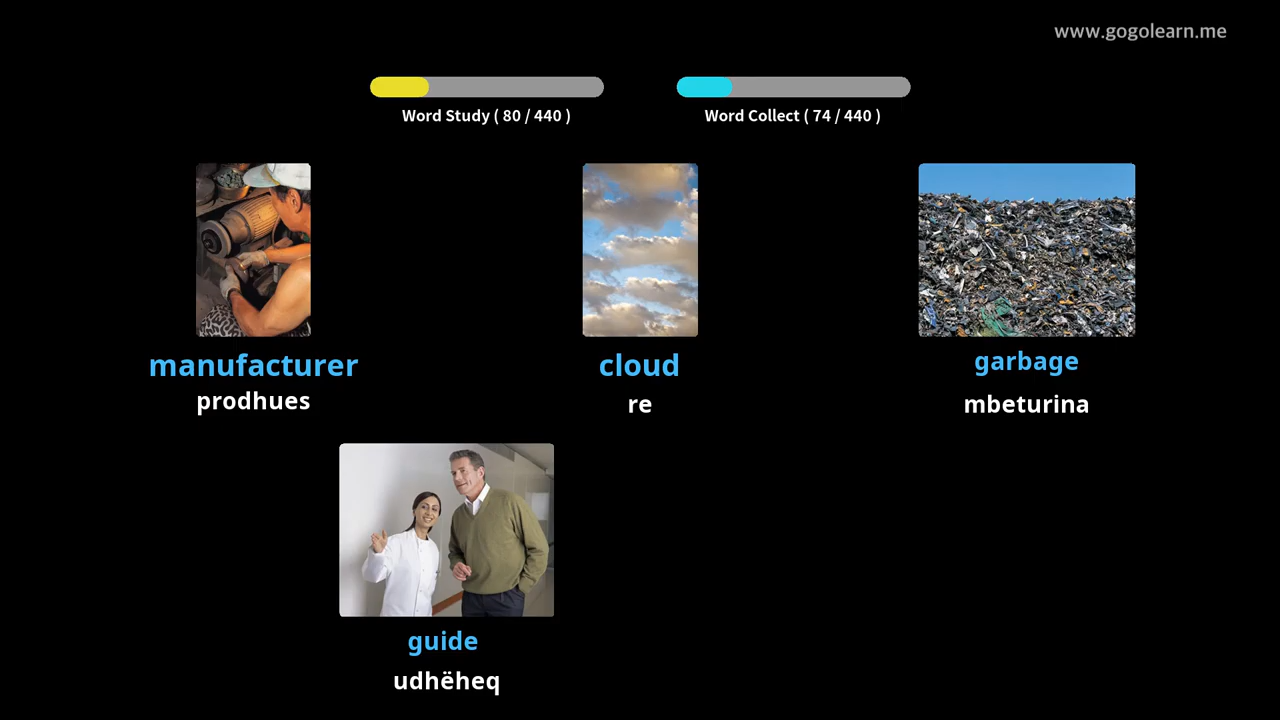 www.gogolearn.me
Word Study ( 80 / 440 )
Word Collect ( 74 / 440 )
manufacturer
prodhues
cloud
re
garbage
mbeturina
guide
udhëheq